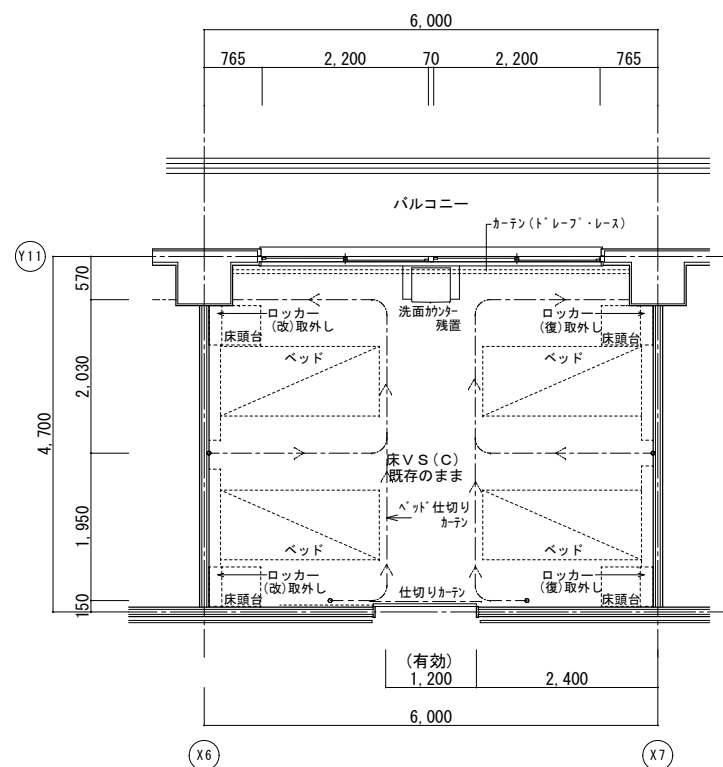 6,000
765
2,200
70
2,200
765
バルコニー
カーテン(ドレープ・レース)
Y11
570
2,030
4,700
1,950
150
洗面カウンター
残置
ロッカー
(改)取外し
床頭台
ベッド
ロッカー
(復)取外し
床頭台
ベッド
床VS(C)
既存のまま
ベッド仕切り
カーテン
ベッド
ロッカー
(改)取外し
床頭台
ベッド
ロッカー
(復)取外し
床頭台
仕切りカーテン
(有効)
1,200
2,400
6,000
X6
X7